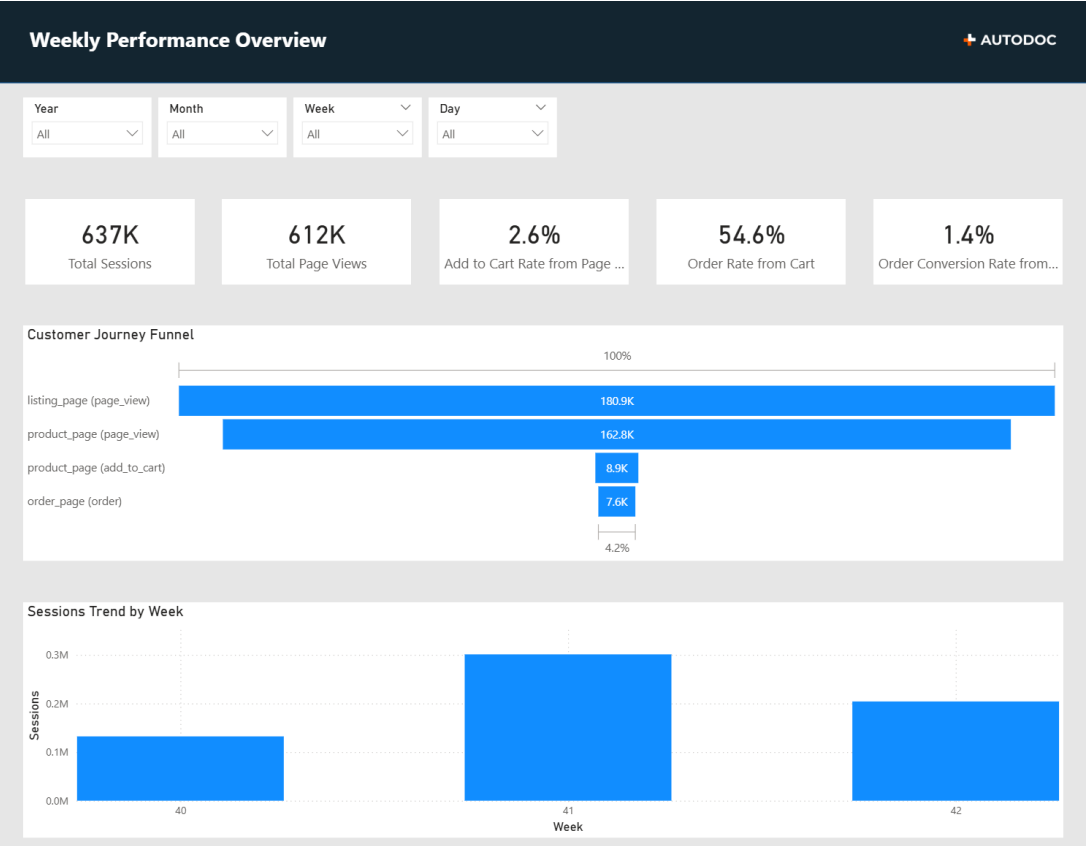 Weekly Performance Overview
AUTODOC
Year
All
Month
All
Week
All
Day
All
637K
Total Sessions
612K
Total Page Views
2.6%
Add to Cart Rate from Page ...
54.6%
Order Rate from Cart
1.4%
Order Conversion Rate from...
Customer Journey Funnel
100%
listing_page (page_view)
180.9K
product_page (page_view)
162.8K
product_page (add_to_cart)
8.9K
order_page (order)
7.6K
4.2%
Sessions Trend by Week
Sessions
0.3M
0.2M
0.1M
0.0M
40
41
42
Week